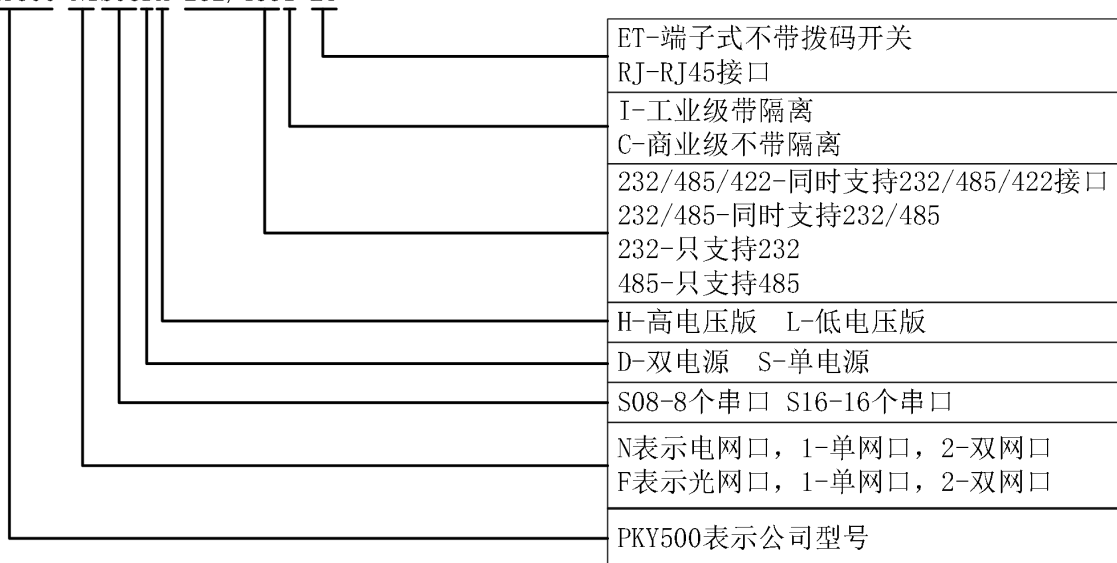 ET-端子式不带拨码开关
RJ-RJ45接口
I-工业级带隔离
C-商业级不带隔离
232/485/422-同时支持232/485/422接口
232/485-同时支持232/485
232-只支持232
485-只支持485
H-高电压版 L-低电压版
D-双电源 S-单电源
S08-8个串口 S16-16个串口
N表示电网口，1-单网口，2-双网口
F表示光网口，1-单网口，2-双网口
PKY500表示公司型号